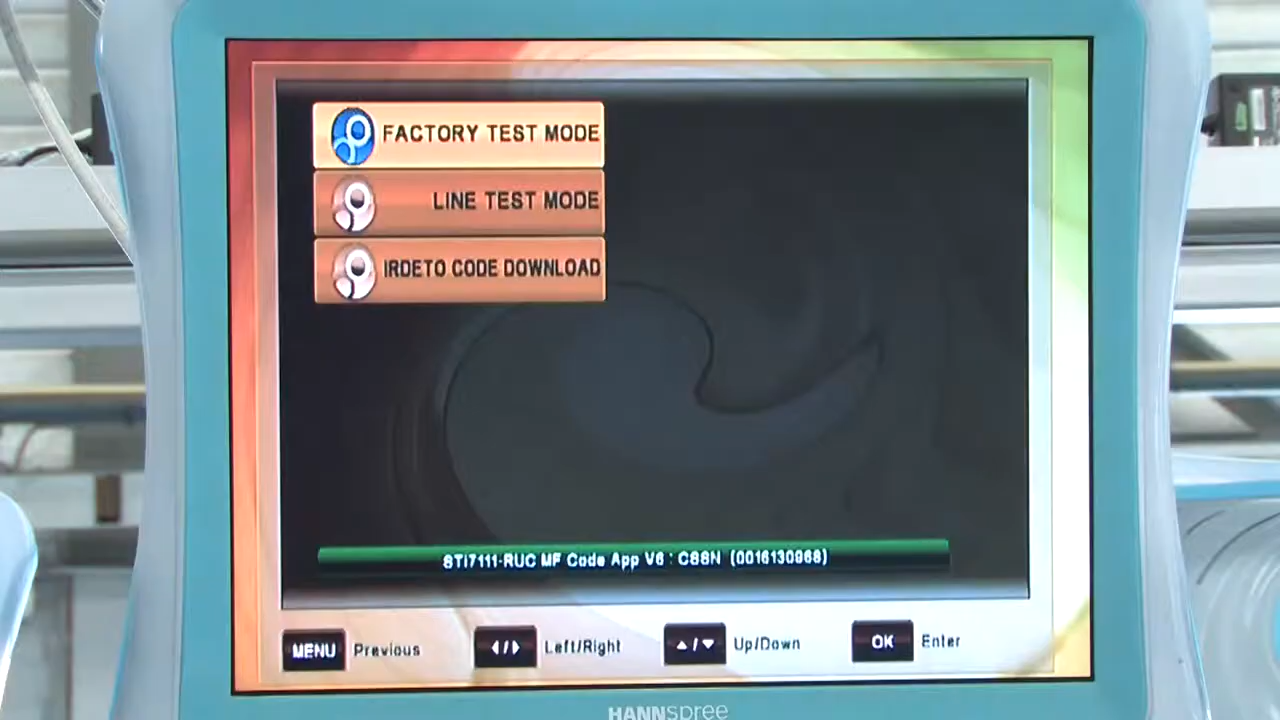 FACTORY TEST MODE
LINE TEST MODE
IRDETO CODE DOWNLOAD
STi7111-RUC MF Code App V6 : CSSN (0016130968)
MENU Previous
Left/Right
Up/Down
OK Enter
HANNspree